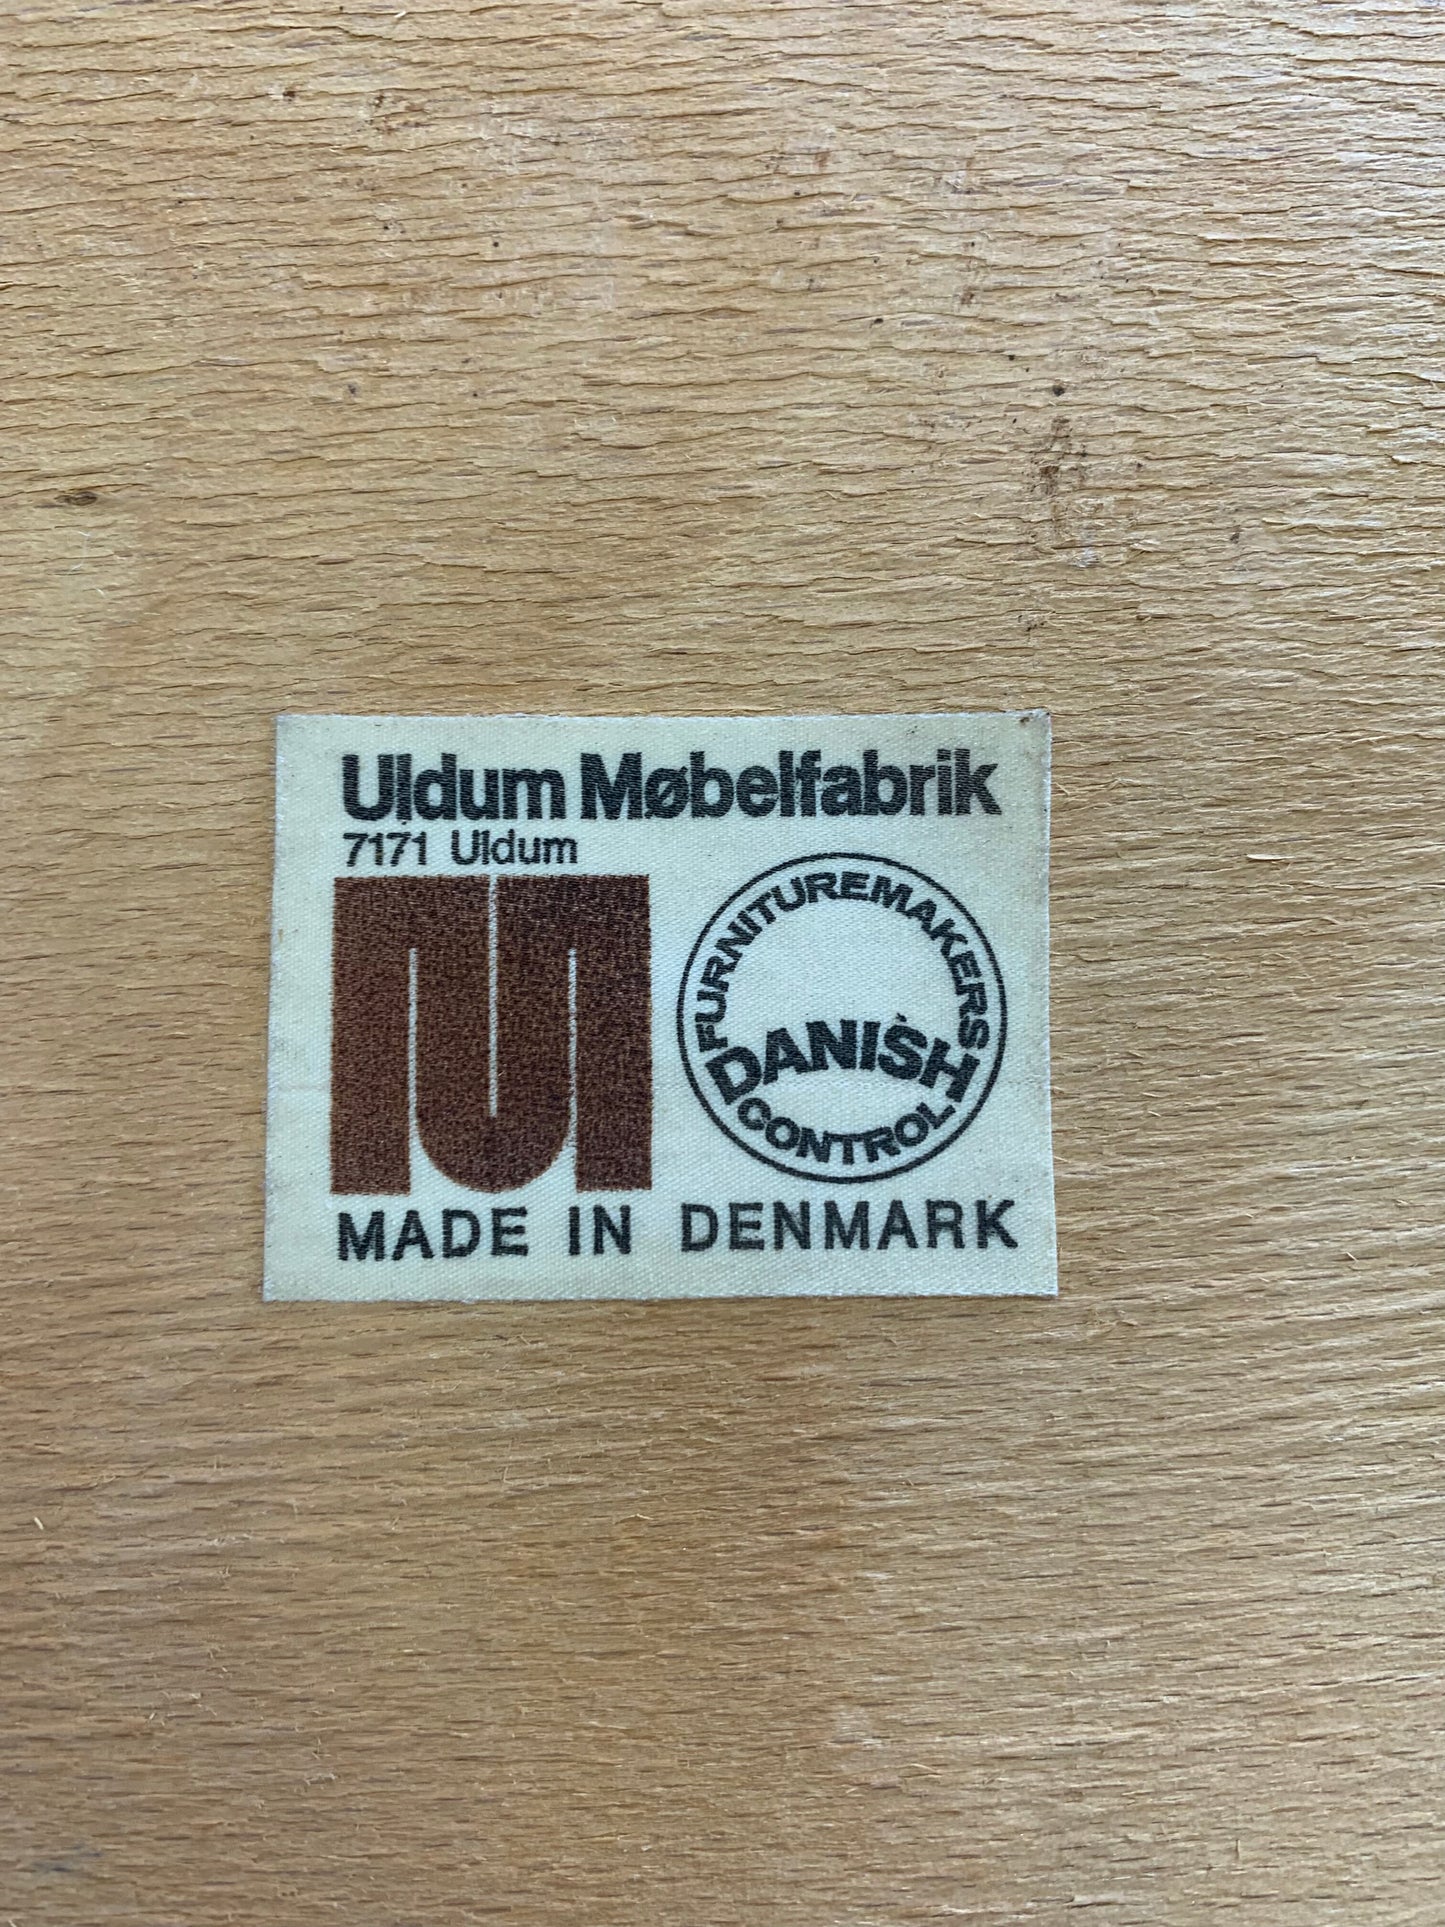 Uldum Møbelfabrik
7171 Uldum
FURNITUREMAKERS
DANISH
CONTROL
MADE IN DENMARK